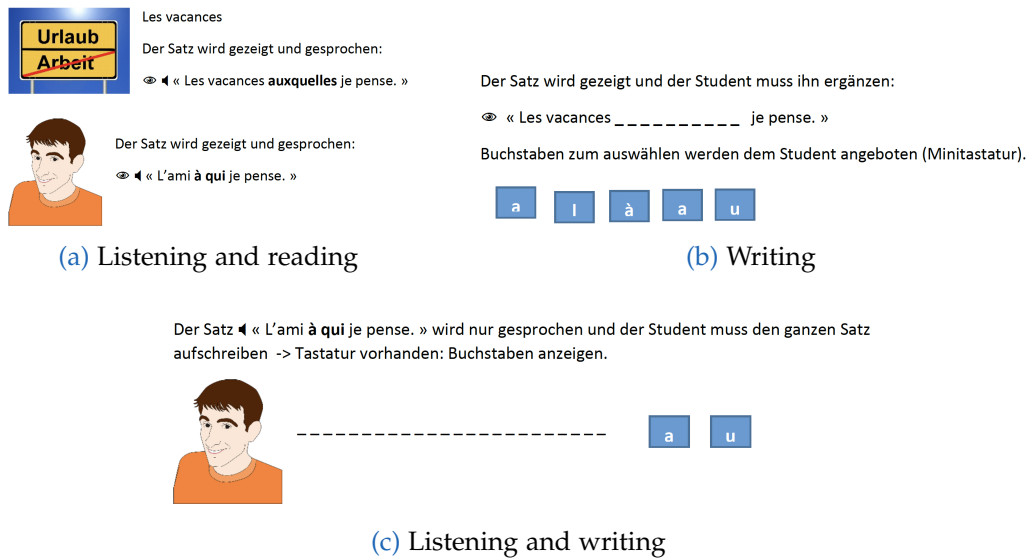 Urlaub
Arbeit
Les vacances
Der Satz wird gezeigt und gesprochen:
« Les vacances auxquelles je pense. »
Der Satz wird gezeigt und gesprochen:
« L'ami à qui je pense. »
(a) Listening and reading
Der Satz wird gezeigt und der Student muss ihn ergänzen:
« Les vacances _ _ _ _ _ _ _ _ _ _ je pense. »
Buchstaben zum auswählen werden dem Student angeboten (Minitastatur).
a l à a u
(b) Writing
Der Satz « L'ami à qui je pense. » wird nur gesprochen und der Student muss den ganzen Satz
aufschreiben -> Tastatur vorhanden: Buchstaben anzeigen.
_ _ _ _ _ _ _ _ _ _ _ _ _ _ _ _ _ _ _ _ _ _ _ _ a u
(c) Listening and writing